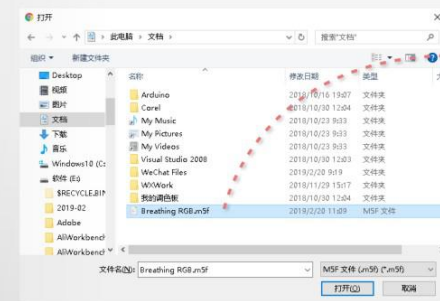 打开
此电脑 › 文档 ›
搜索"文档"
组织 新建文件夹
Desktop
视频
图片
文档
下载
音乐
Windows10 (C:
软件 (E:)
$RECYCLE.BIN
2019-02
Adobe
AliWorkbench
AliWorkbench
名称 修改日期 类型
Arduino 2018/10/16 19:07 文件夹
Corel 2018/10/30 12:04 文件夹
My Music 2018/10/23 9:33 文件夹
My Pictures 2018/10/23 9:33 文件夹
My Videos 2018/10/23 9:33 文件夹
Visual Studio 2008 2018/10/30 12:03 文件夹
WeChat Files 2019/2/20 9:19 文件夹
WXWork 2018/11/29 15:17 文件夹
我的调色板 2018/10/30 12:04 文件夹
Breathing RGB.m5f 2019/2/20 11:09 M5F 文件
文件名(N): Breathing RGB.m5f
M5F 文件 (.m5f) (*.m5f)
打开(O) 取消